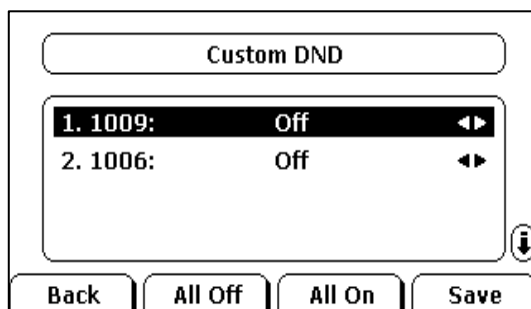 Custom DND
1. 1009: Off
2. 1006: Off
Back All Off All On Save